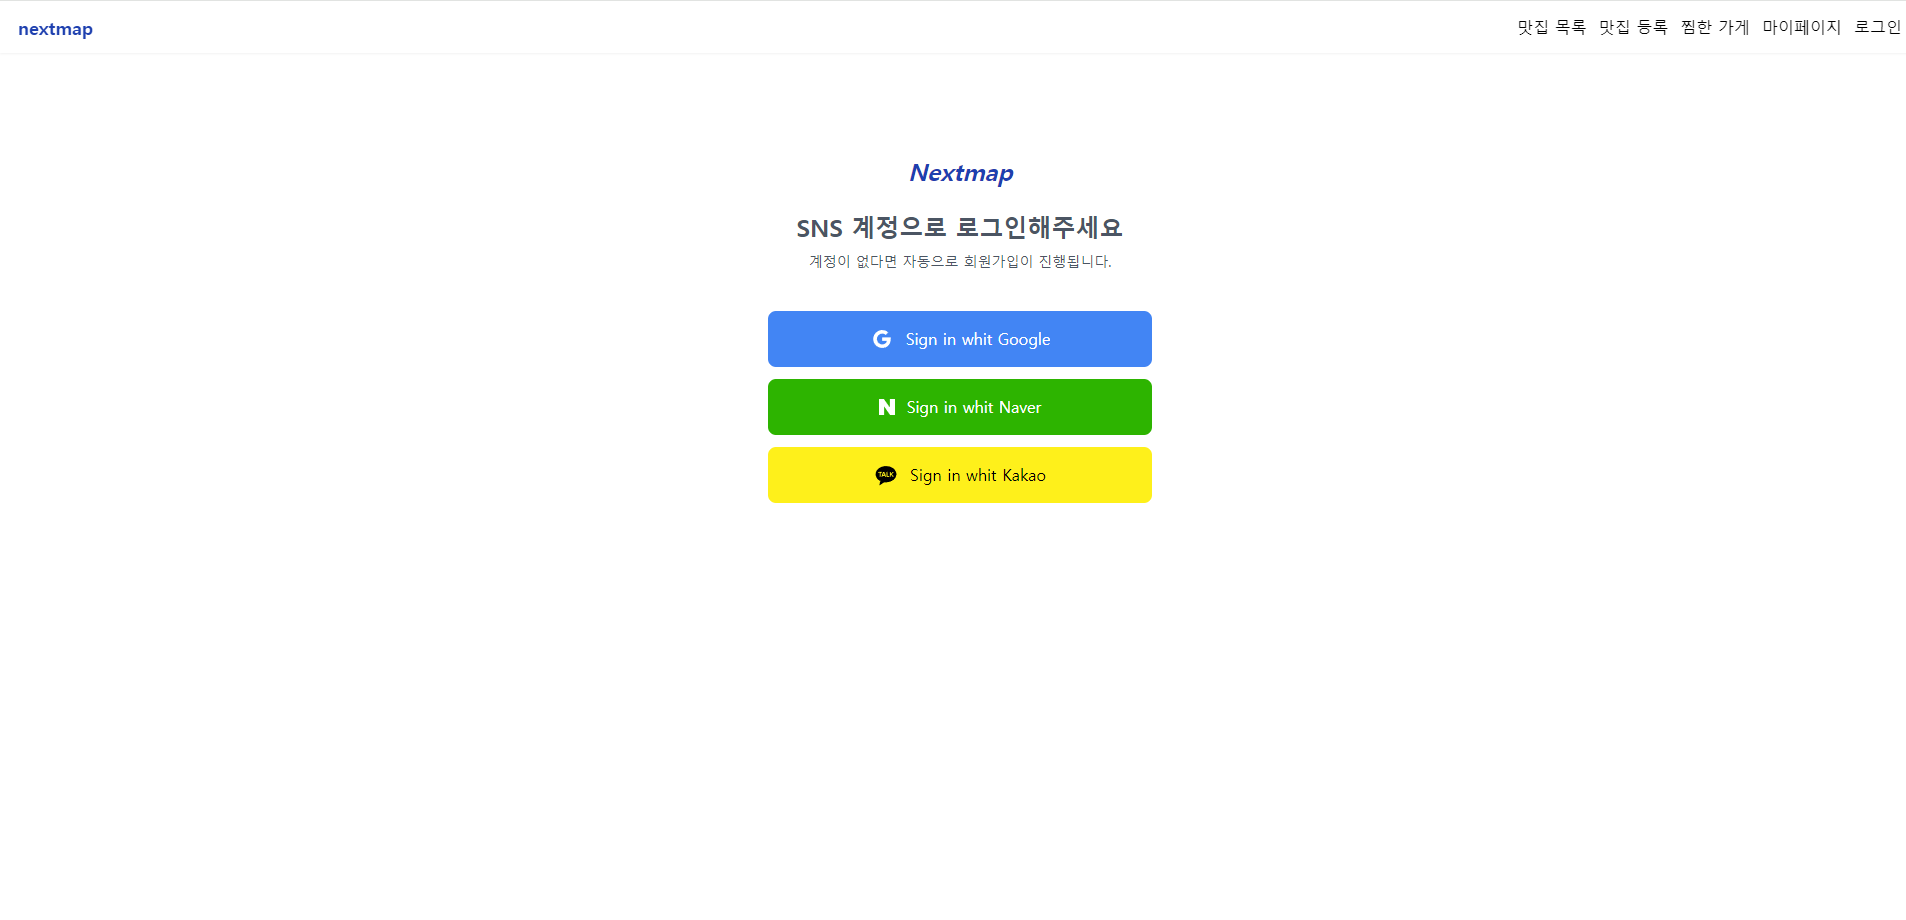 nextmap
맛집 목록 맛집 등록 찜한 가게 마이페이지 로그인
Nextmap
SNS 계정으로 로그인해주세요
계정이 없다면 자동으로 회원가입이 진행됩니다.
G Sign in whit Google
N Sign in whit Naver
TALK Sign in whit Kakao